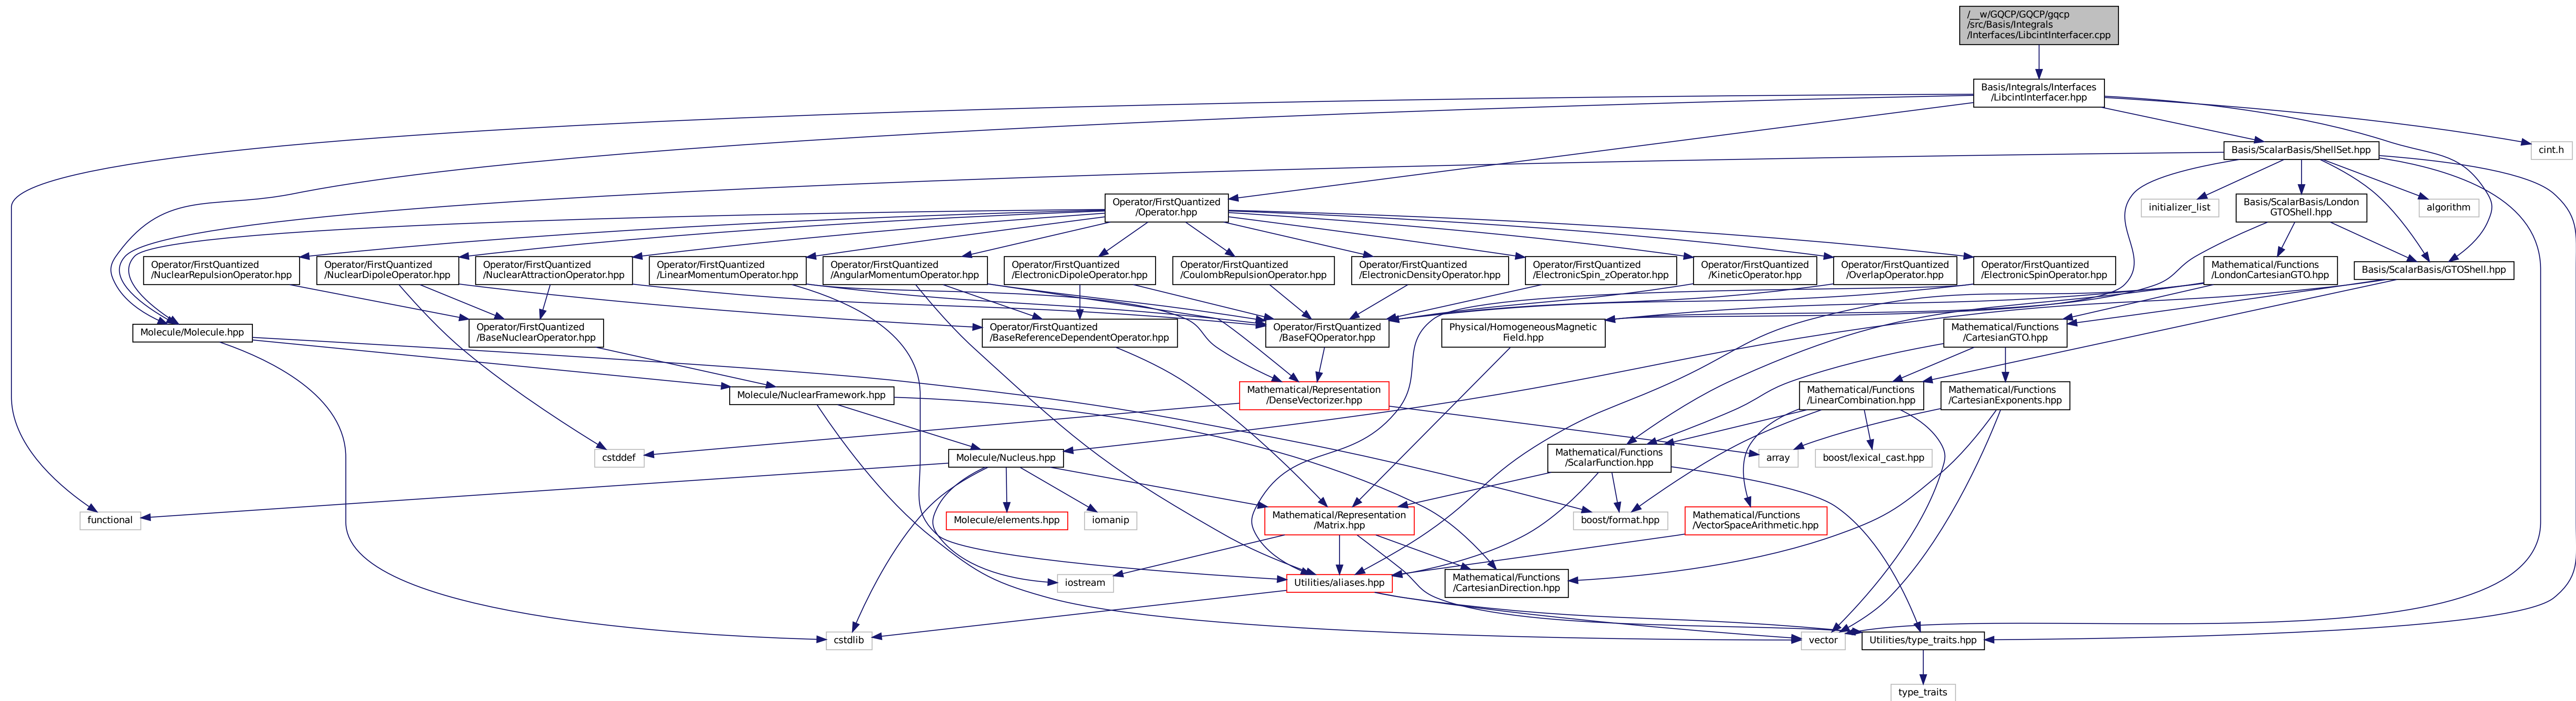 /__w/GQCP/GQCP/gqcp
/src/Basis/Integrals
/Interfaces/LibcintInterfacer.cpp
Basis/Integrals/Interfaces
/LibcintInterfacer.hpp
cint.h
Basis/ScalarBasis/ShellSet.hpp
Operator/FirstQuantized
/Operator.hpp
initializer_list
Basis/ScalarBasis/London
GTOShell.hpp
algorithm
Operator/FirstQuantized
/NuclearRepulsionOperator.hpp
Operator/FirstQuantized
/NuclearDipoleOperator.hpp
Operator/FirstQuantized
/NuclearAttractionOperator.hpp
Operator/FirstQuantized
/LinearMomentumOperator.hpp
Operator/FirstQuantized
/AngularMomentumOperator.hpp
Operator/FirstQuantized
/ElectronicDipoleOperator.hpp
Operator/FirstQuantized
/CoulombRepulsionOperator.hpp
Operator/FirstQuantized
/ElectronicDensityOperator.hpp
Operator/FirstQuantized
/ElectronicSpin_zOperator.hpp
Operator/FirstQuantized
/KineticOperator.hpp
Operator/FirstQuantized
/OverlapOperator.hpp
Operator/FirstQuantized
/ElectronicSpinOperator.hpp
Mathematical/Functions
/LondonCartesianGTO.hpp
Basis/ScalarBasis/GTOShell.hpp
Molecule/Molecule.hpp
Operator/FirstQuantized
/BaseNuclearOperator.hpp
Operator/FirstQuantized
/BaseReferenceDependentOperator.hpp
Operator/FirstQuantized
/BaseFQOperator.hpp
Physical/HomogeneousMagnetic
Field.hpp
Mathematical/Functions
/CartesianGTO.hpp
Molecule/NuclearFramework.hpp
Mathematical/Representation
/DenseVectorizer.hpp
Mathematical/Functions
/LinearCombination.hpp
Mathematical/Functions
/CartesianExponents.hpp
cstddef
Molecule/Nucleus.hpp
Mathematical/Functions
/ScalarFunction.hpp
array
boost/lexical_cast.hpp
functional
Molecule/elements.hpp
iomanip
Mathematical/Representation
/Matrix.hpp
boost/format.hpp
Mathematical/Functions
/VectorSpaceArithmetic.hpp
iostream
Utilities/aliases.hpp
Mathematical/Functions
/CartesianDirection.hpp
cstdlib
vector
Utilities/type_traits.hpp
type_traits